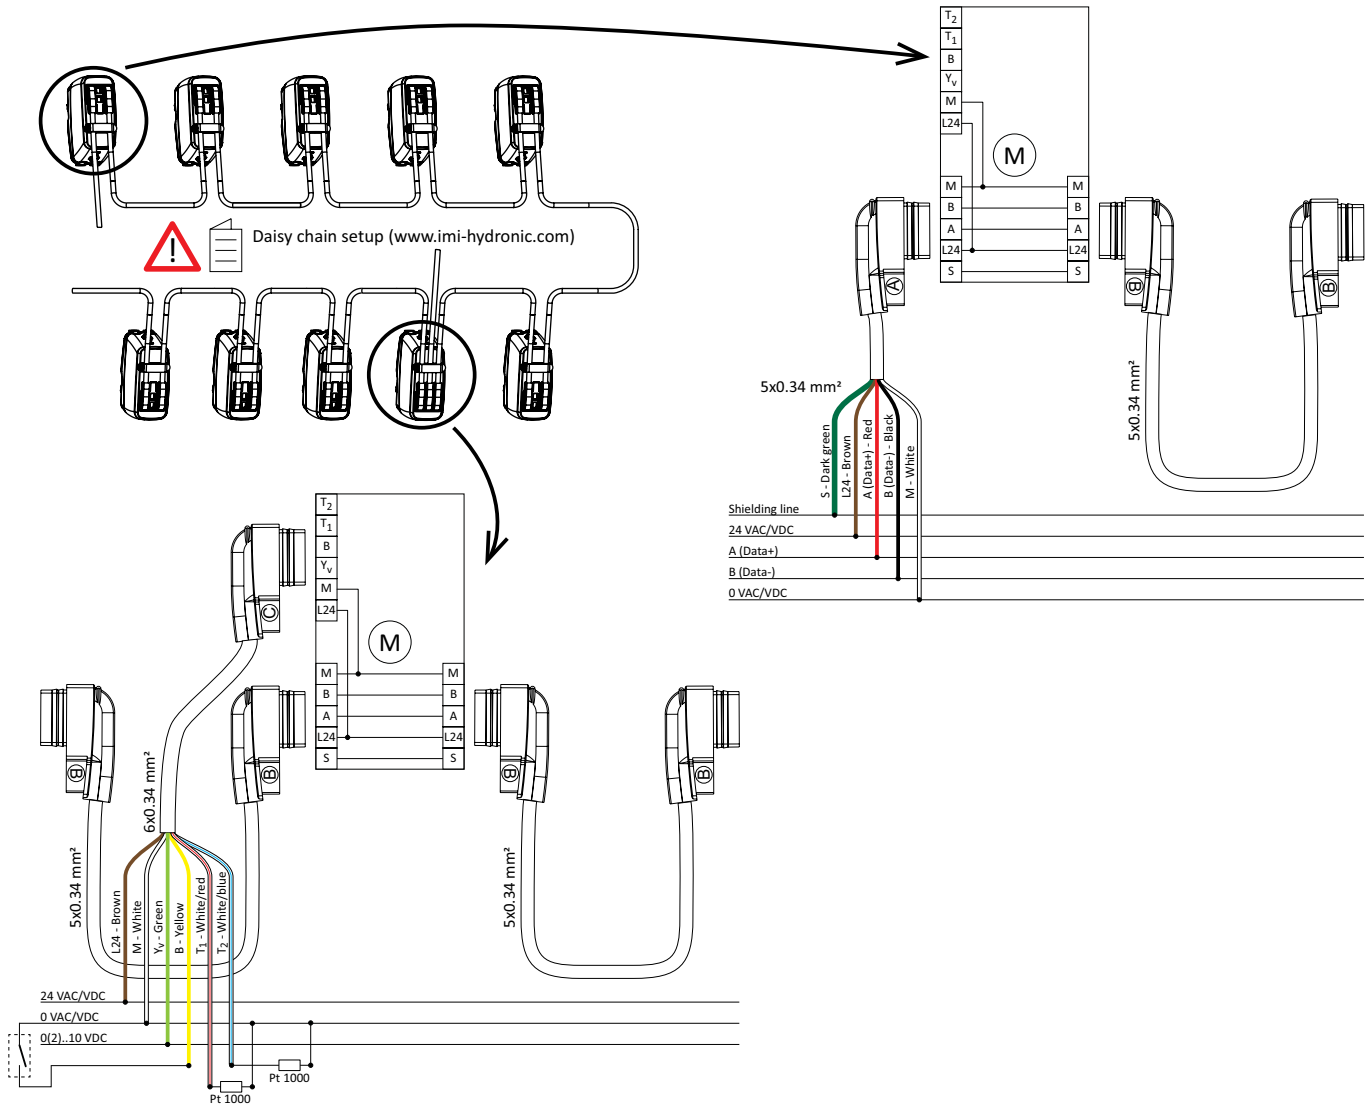 T2
T1
B
Yv
M
L24
M
M M
B B
A A
L24 L24
S S
Daisy chain setup (www.imi-hydronic.com)
!
A
B
B
5x0.34 mm²
5x0.34 mm²
S - Dark green
L24 - Brown
A (Data+) - Red
B (Data-) - Black
M - White
Shielding line
24 VAC/VDC
A (Data+)
B (Data-)
0 VAC/VDC
T2
T1
B
Yv
M
L24
M
M M
B B
A A
L24 L24
S S
C
B
B
B
B
6x0.34 mm²
5x0.34 mm²
5x0.34 mm²
L24 - Brown
M - White
Yv - Green
B - Yellow
T1 - White/red
T2 - White/blue
24 VAC/VDC
0 VAC/VDC
0(2)..10 VDC
Pt 1000
Pt 1000